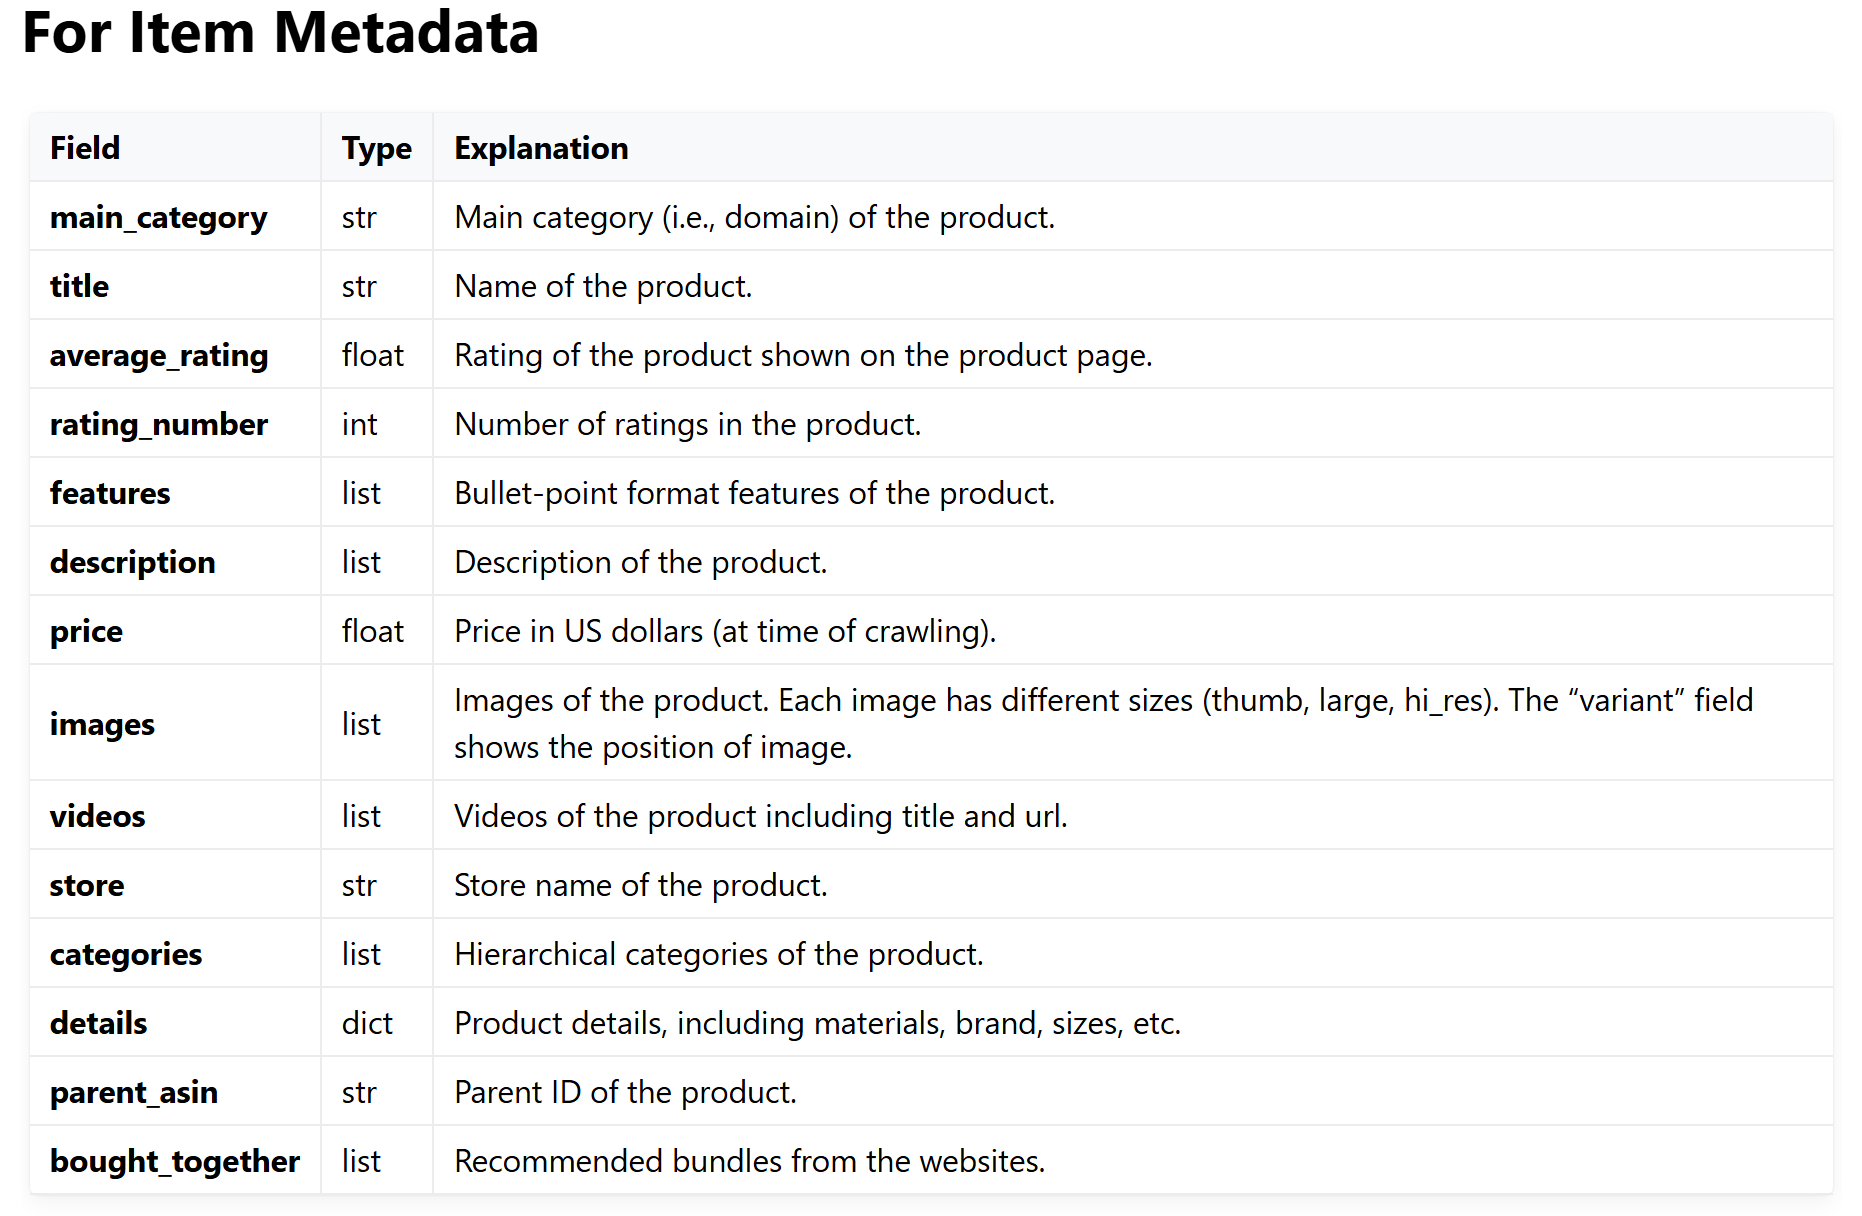 For Item Metadata
Field Type Explanation
main_category str Main category (i.e., domain) of the product.
title str Name of the product.
average_rating float Rating of the product shown on the product page.
rating_number int Number of ratings in the product.
features list Bullet-point format features of the product.
description list Description of the product.
price float Price in US dollars (at time of crawling).
images list Images of the product. Each image has different sizes (thumb, large, hi_res). The “variant” field
shows the position of image.
videos list Videos of the product including title and url.
store str Store name of the product.
categories list Hierarchical categories of the product.
details dict Product details, including materials, brand, sizes, etc.
parent_asin str Parent ID of the product.
bought_together list Recommended bundles from the websites.